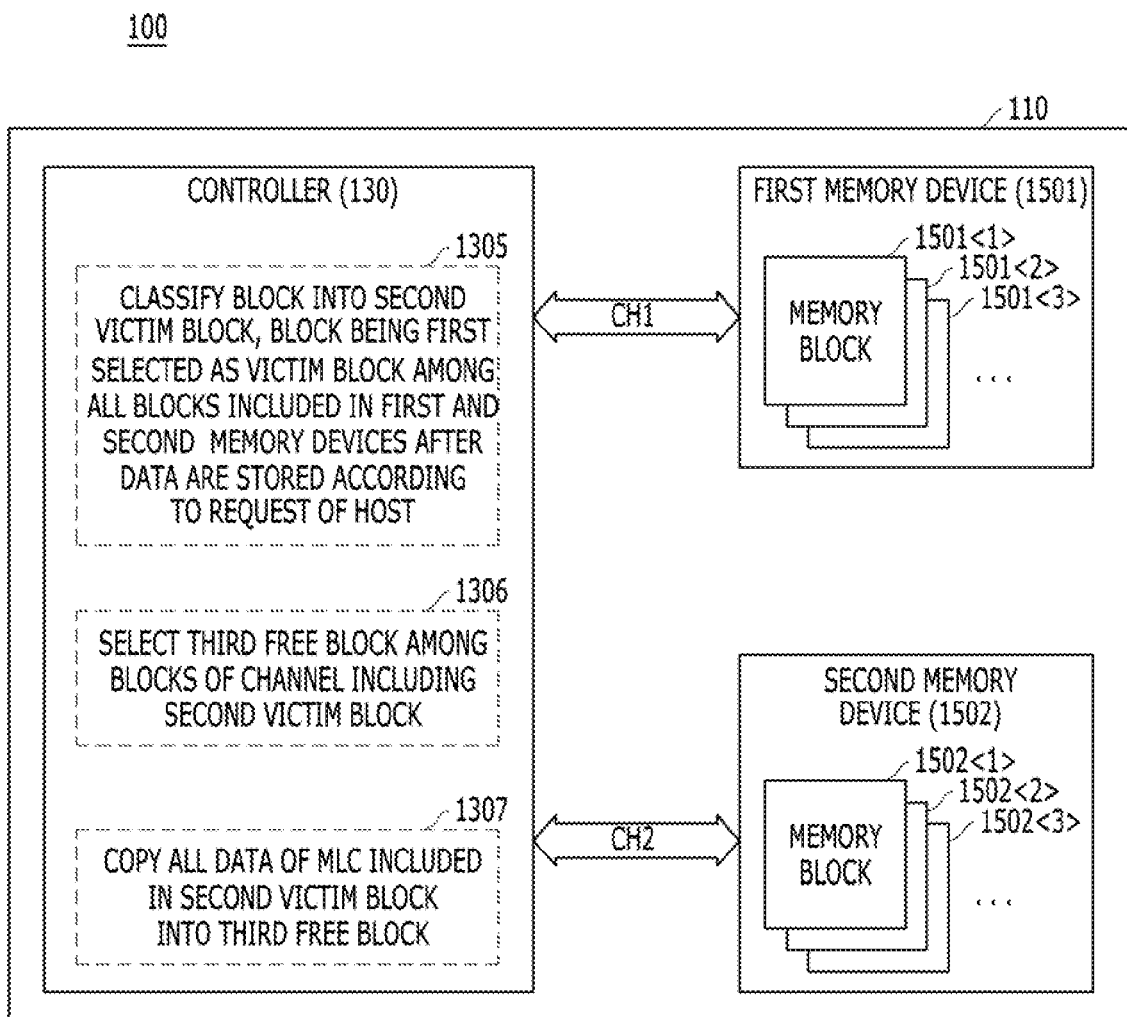 100
110
CONTROLLER (130)
1305
CLASSIFY BLOCK INTO SECOND
VICTIM BLOCK, BLOCK BEING FIRST
SELECTED AS VICTIM BLOCK AMONG
ALL BLOCKS INCLUDED IN FIRST AND
SECOND MEMORY DEVICES AFTER
DATA ARE STORED ACCORDING
TO REQUEST OF HOST
1306
SELECT THIRD FREE BLOCK AMONG
BLOCKS OF CHANNEL INCLUDING
SECOND VICTIM BLOCK
1307
COPY ALL DATA OF MLC INCLUDED
IN SECOND VICTIM BLOCK
INTO THIRD FREE BLOCK
CH1
CH2
FIRST MEMORY DEVICE (1501)
1501<1>
1501<2>
1501<3>
MEMORY
BLOCK
...
SECOND MEMORY
DEVICE (1502)
1502<1>
1502<2>
1502<3>
MEMORY
BLOCK
...